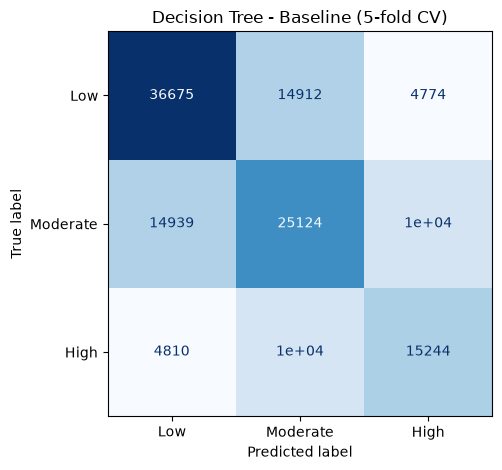 Decision Tree - Baseline (5-fold CV)
Low 36675 14912 4774
Moderate 14939 25124 1e+04
High 4810 1e+04 15244
Low Moderate High
Predicted label
True label